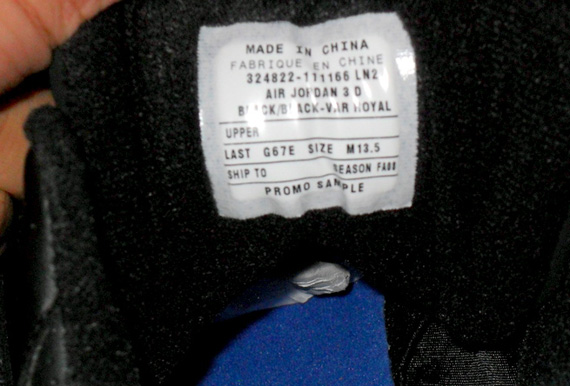 MADE IN CHINA
FABRIQUE EN CHINE
324822-111166 LN2
AIR JORDAN 3 D
BLACK/BLACK-VAR ROYAL
UPPER
LAST G67E SIZE M13.5
SHIP TO SEASON FA08
PROMO SAMPLE